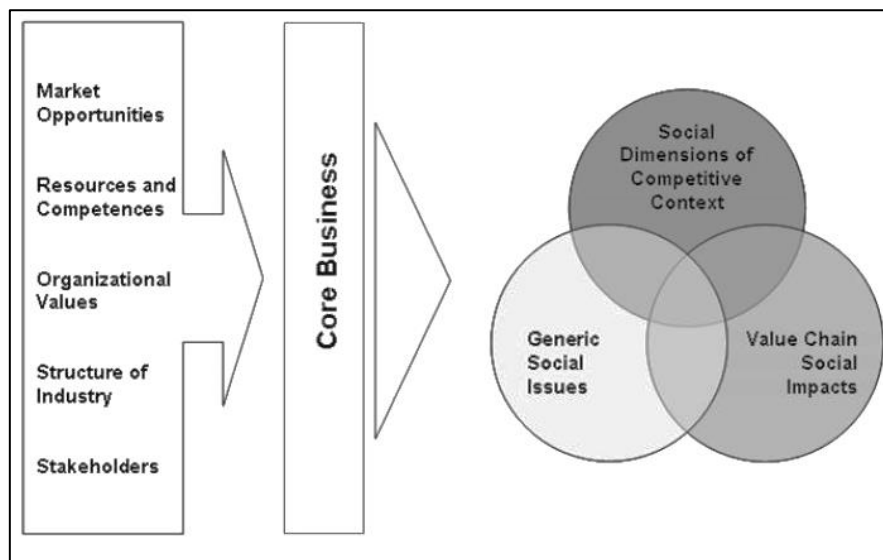 Market
Opportunities
Resources and
Competences
Organizational
Values
Structure of
Industry
Stakeholders
Core Business
Social
Dimensions of
Competitive
Context
Generic
Social
Issues
Value Chain
Social
Impacts